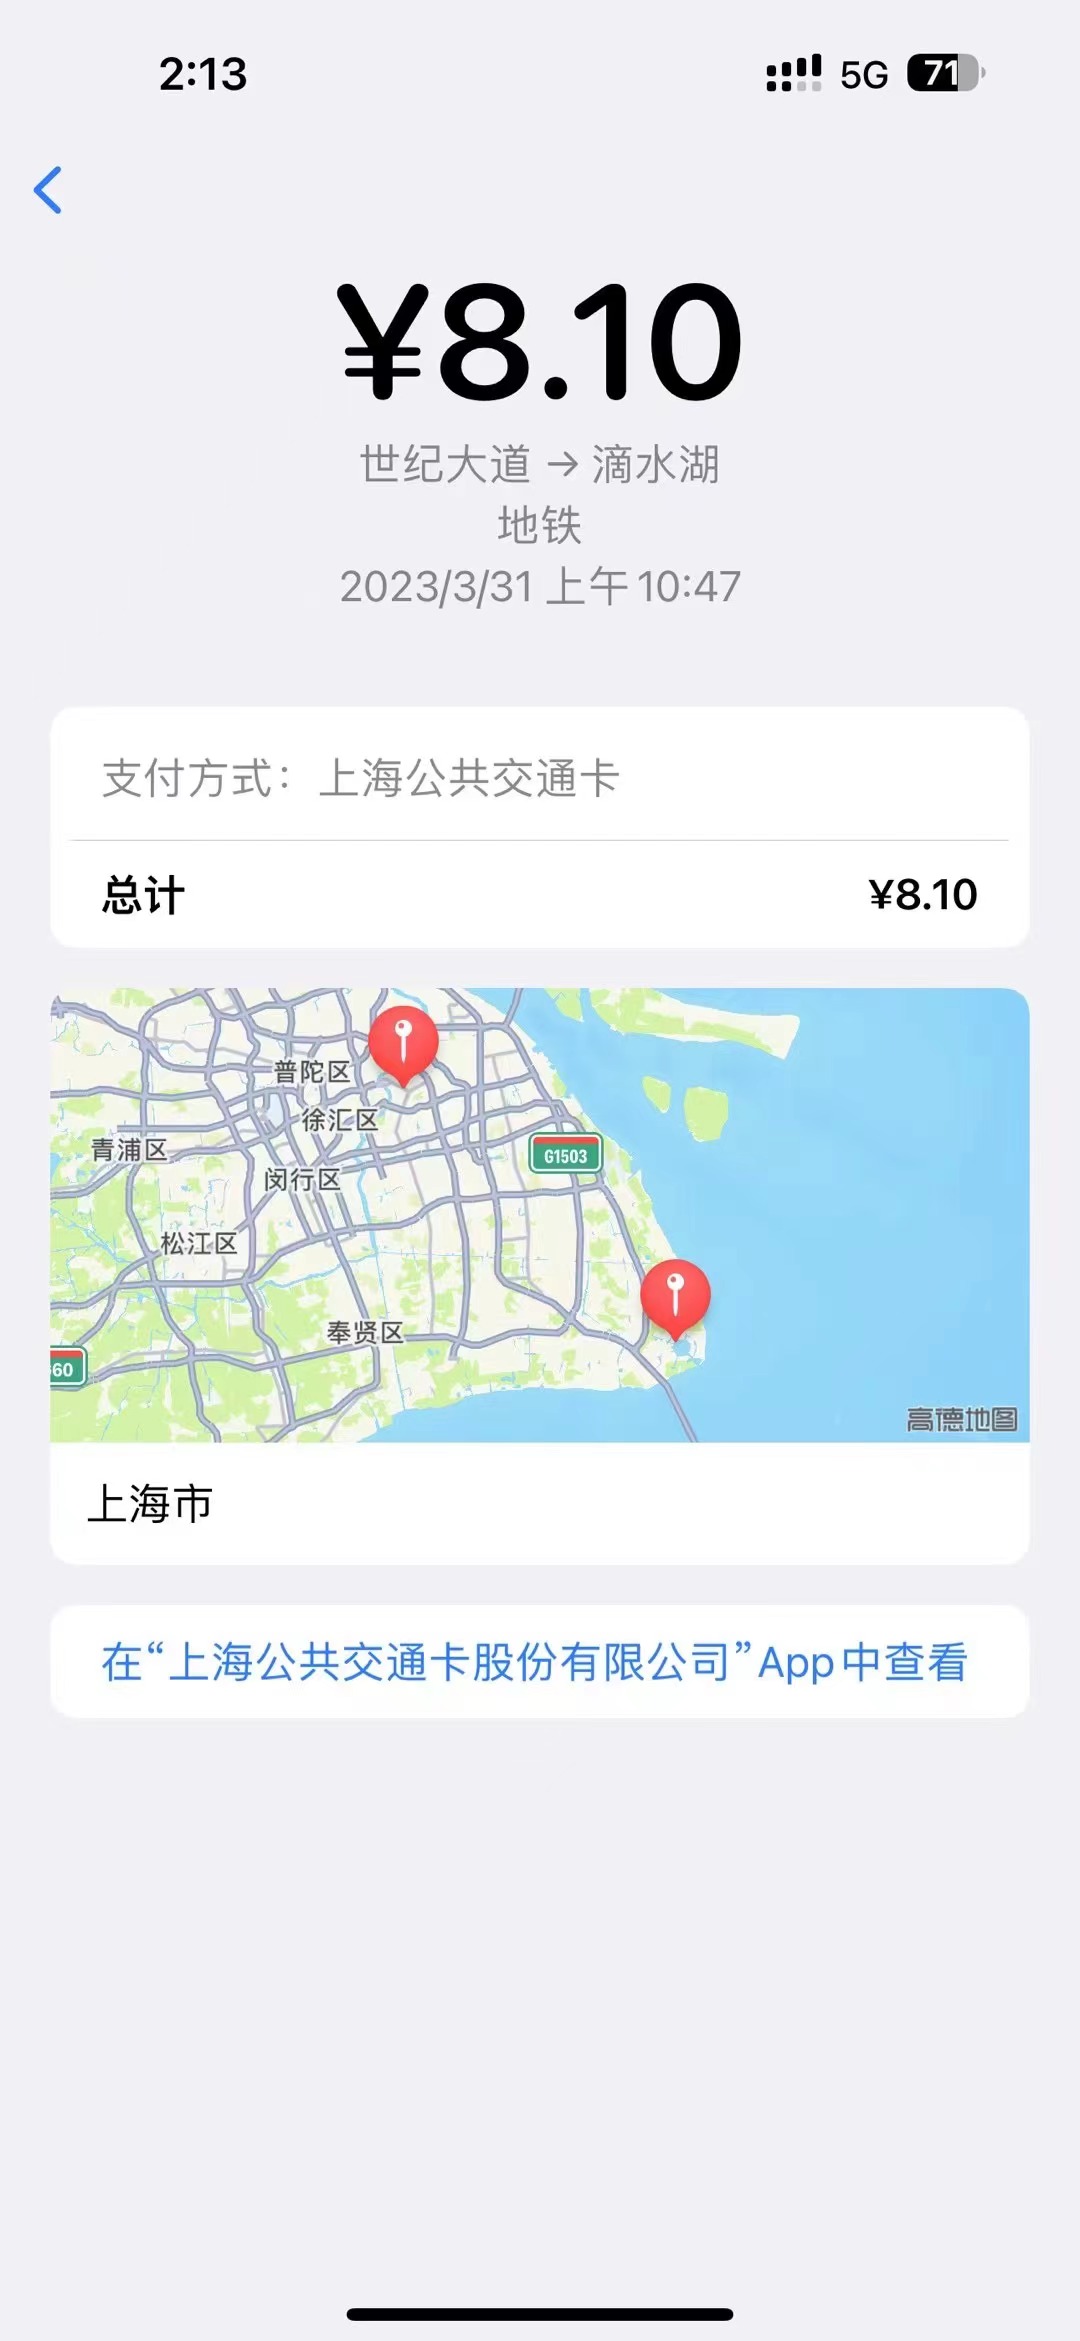 2:13
5G
71
¥8.10
世纪大道 → 滴水湖
地铁
2023/3/31 上午10:47
支付方式：上海公共交通卡
总计
¥8.10
普陀区
徐汇区
青浦区
G1503
闵行区
松江区
奉贤区
60
高德地图
上海市
在“上海公共交通卡股份有限公司”App中查看